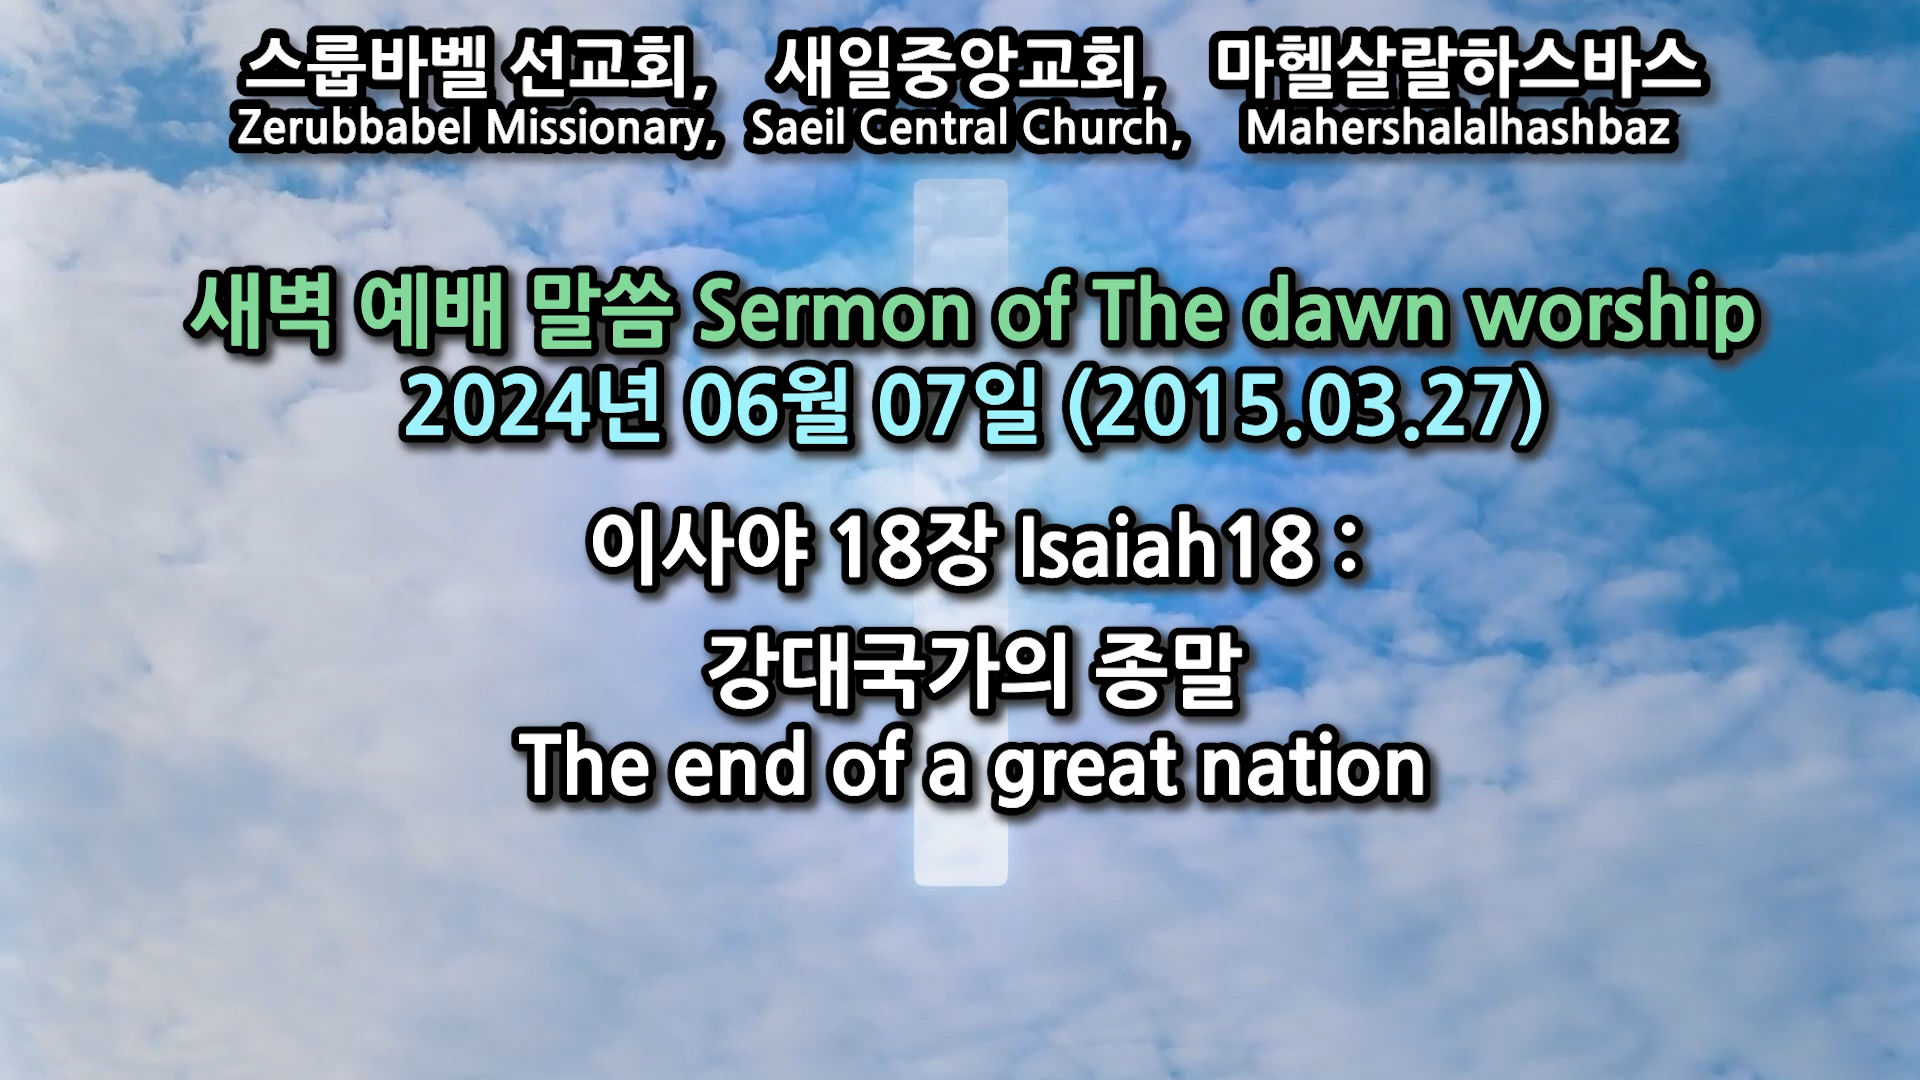 스룹바벨 선교회, 새일중앙교회, 마헬살랄하스바스
Zerubbabel Missionary, Saeil Central Church, Mahershalalhashbaz
새벽 예배 말씀 Sermon of The dawn worship
2024년 06월 07일 (2015.03.27)
이사야 18장 Isaiah18 :
강대국가의 종말
The end of a great nation